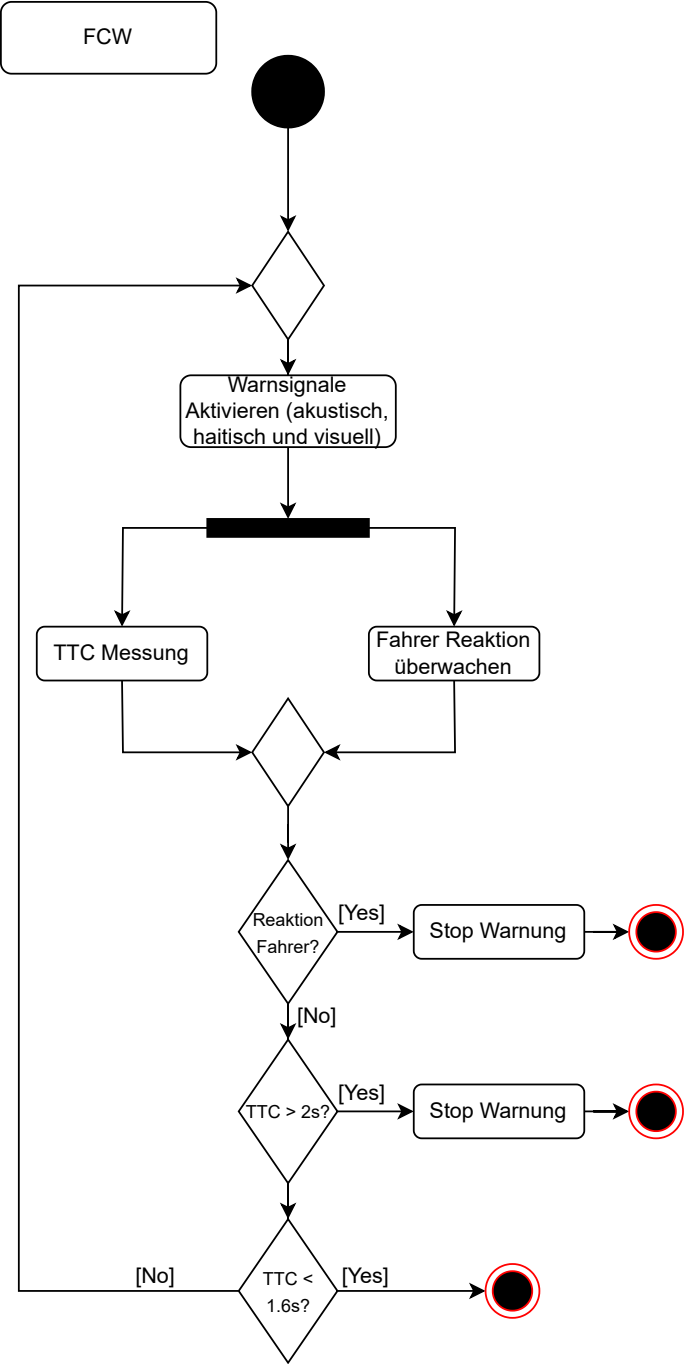 FCW
Warnsignale
Aktivieren (akustisch,
haitisch und visuell)
TTC Messung
Fahrer Reaktion
überwachen
Reaktion
Fahrer?
[Yes]
Stop Warnung
[No]
TTC > 2s?
[Yes]
Stop Warnung
TTC <
1.6s?
[No]
[Yes]